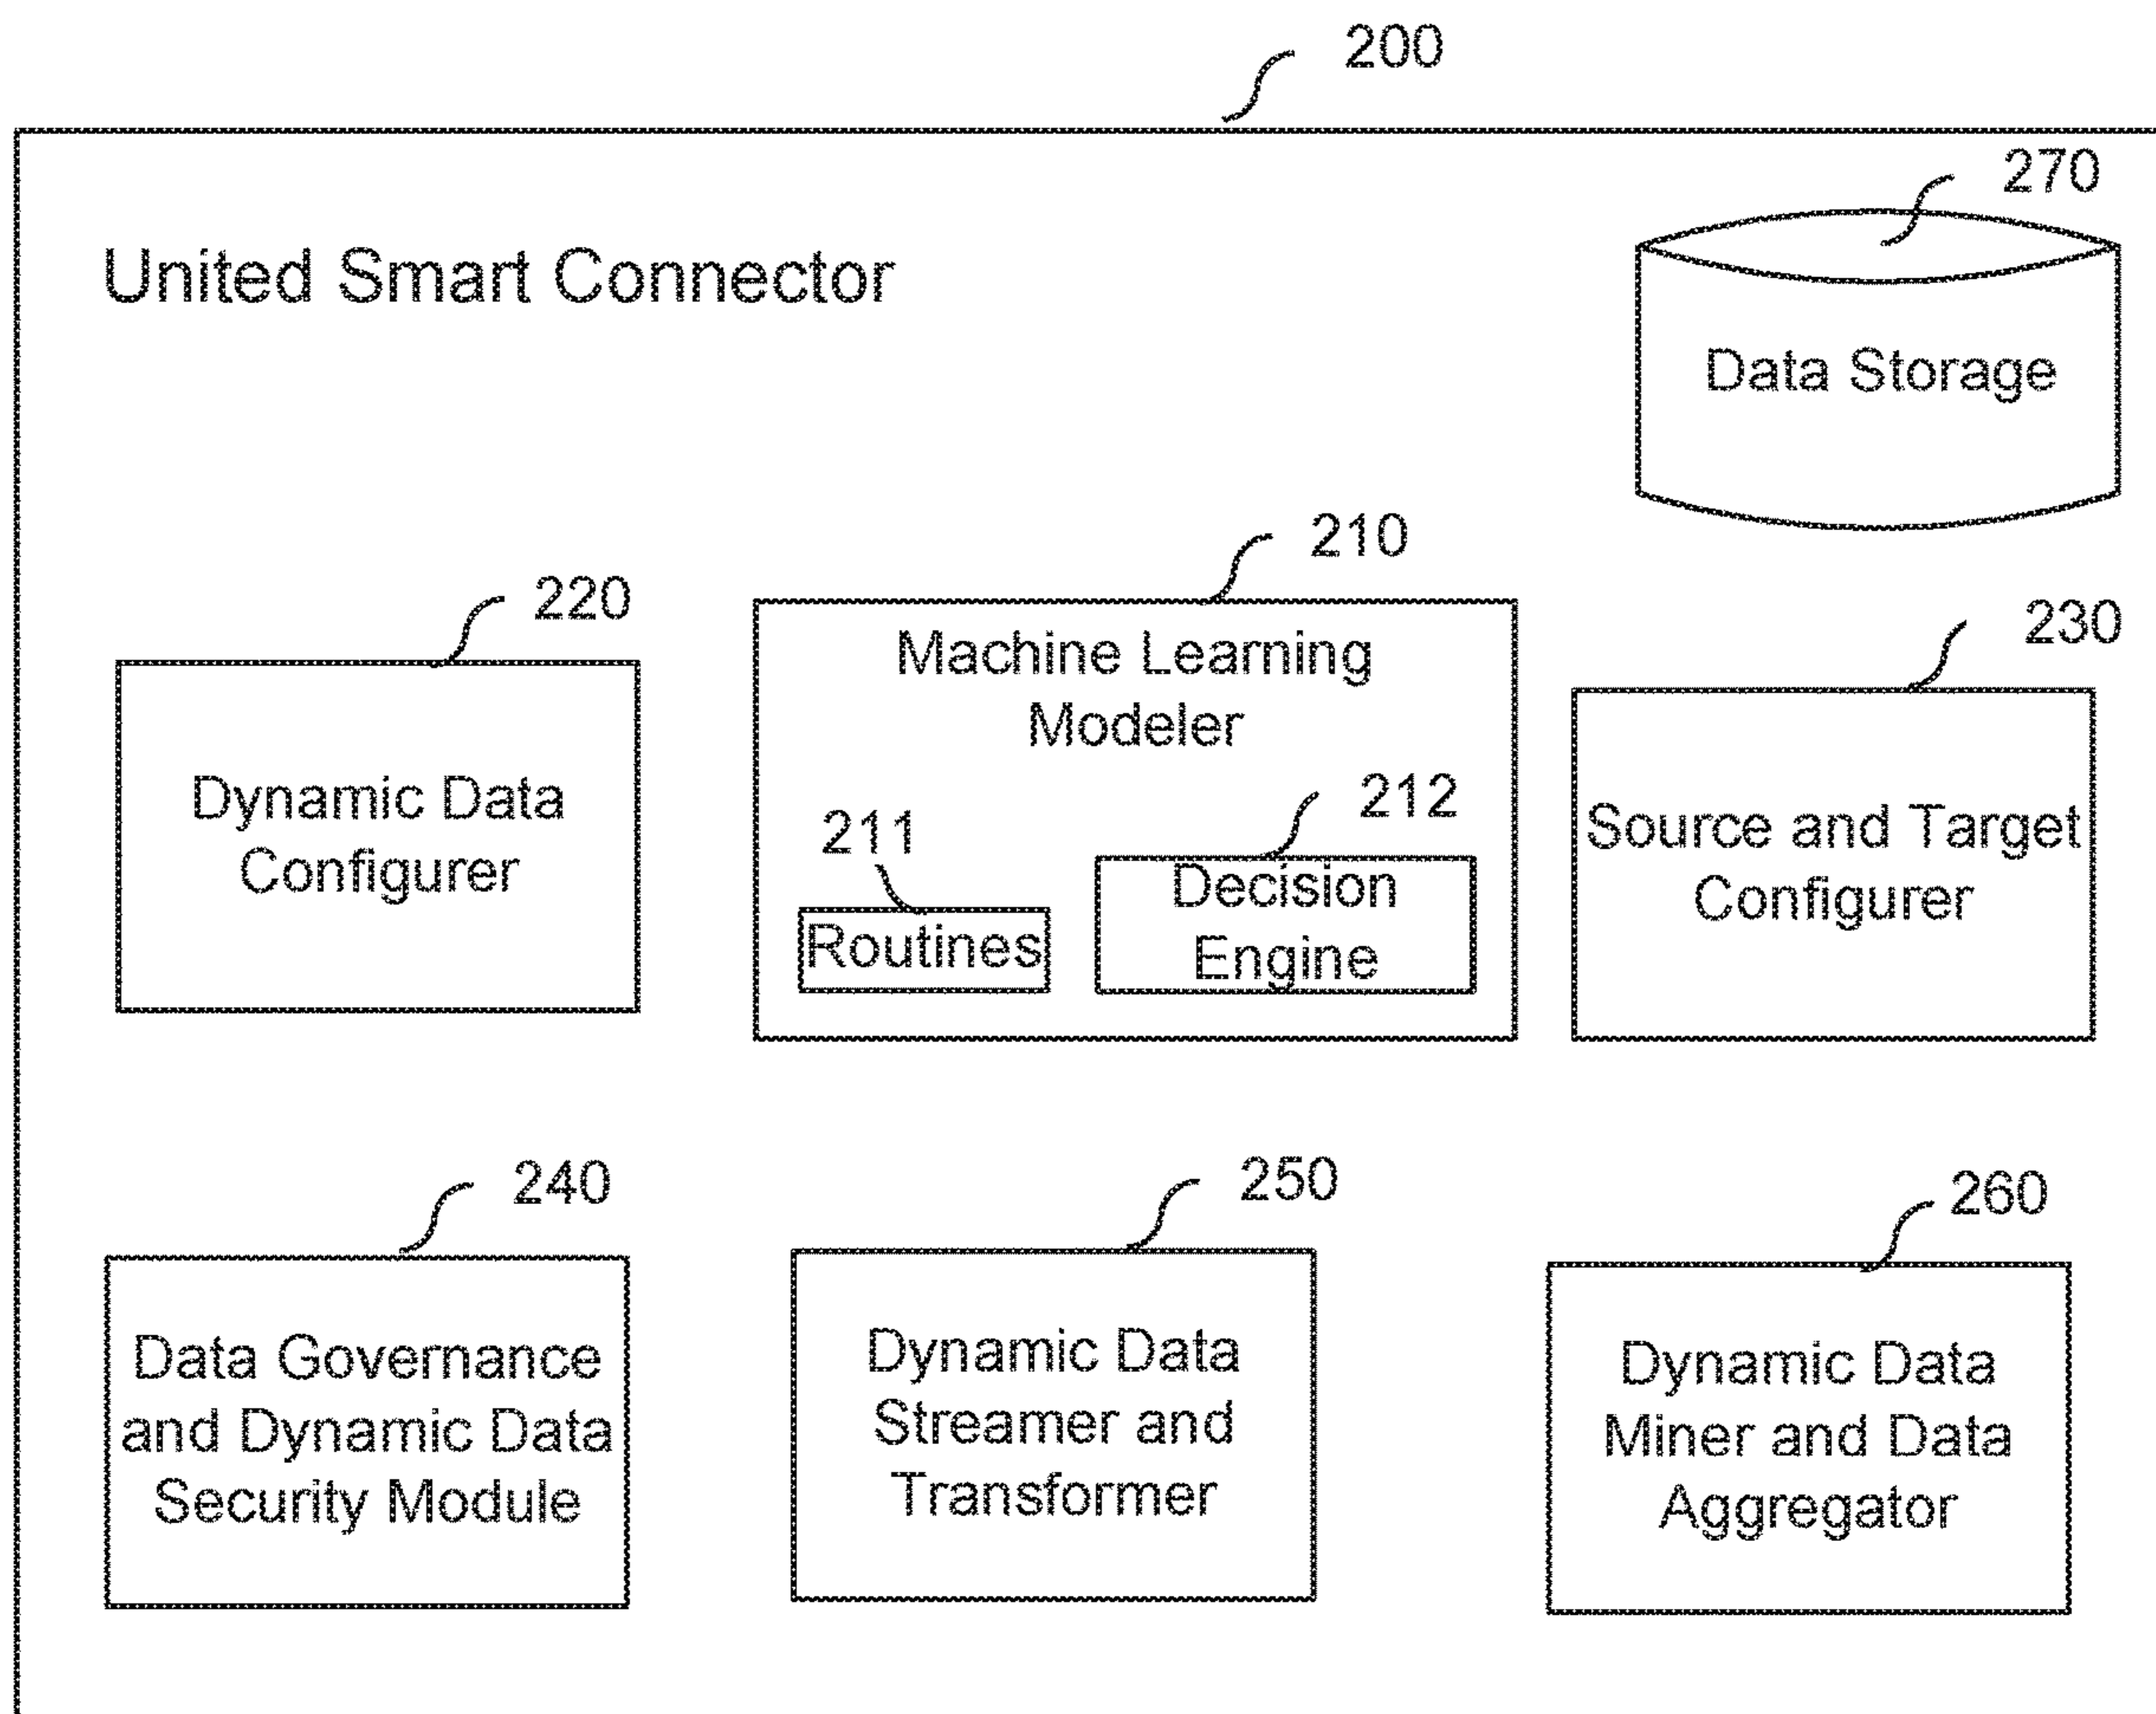 200
270
United Smart Connector
Data Storage
210
220
230
Machine Learning
Modeler
Dynamic Data
Configurer
211
212
Source and Target
Configurer
Routines
Decision
Engine
240
250
260
Data Governance
and Dynamic Data
Security Module
Dynamic Data
Streamer and
Transformer
Dynamic Data
Miner and Data
Aggregator